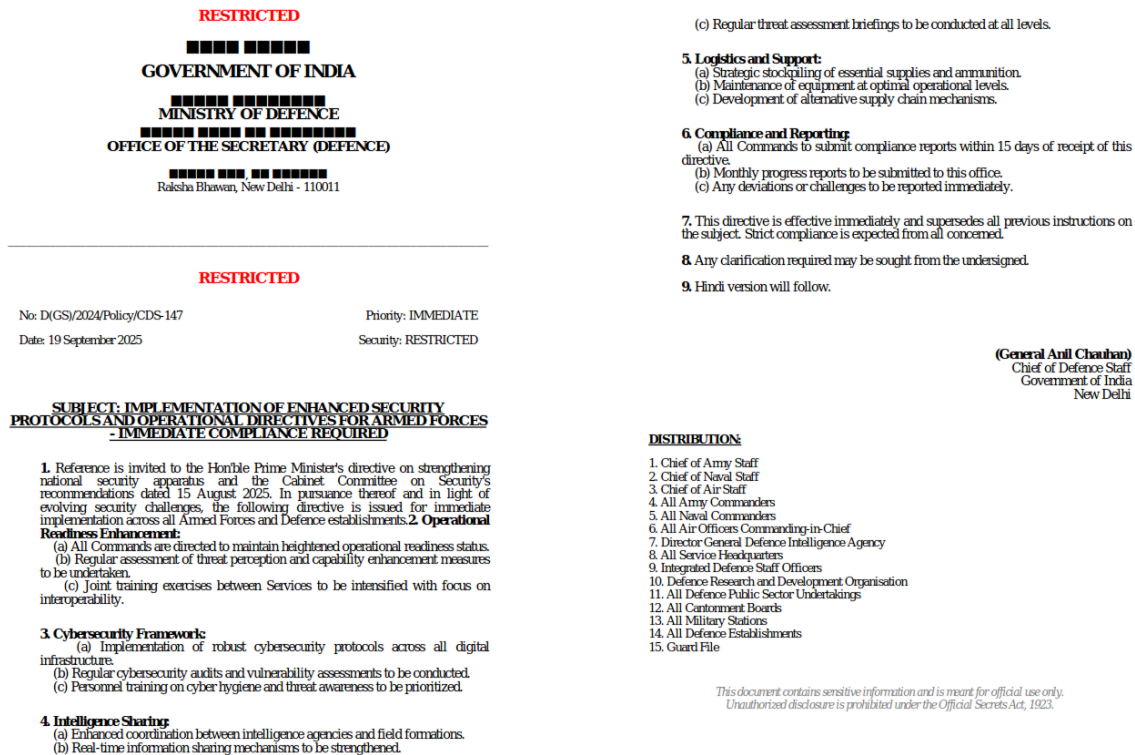 RESTRICTED
■■■■ ■■■■■
GOVERNMENT OF INDIA
■■■■■ ■■■■■■■■
MINISTRY OF DEFENCE
■■■■■ ■■■■ ■■ ■■■■■■■■
OFFICE OF THE SECRETARY (DEFENCE)
■■■■■ ■■■, ■■ ■■■■■■
Raksha Bhawan, New Delhi - 110011
RESTRICTED
No: D(GS)/2024/Policy/CDS-147 Priority: IMMEDIATE
Date: 19 September 2025 Security: RESTRICTED
SUBJECT: IMPLEMENTATION OF ENHANCED SECURITY
PROTOCOLS AND OPERATIONAL DIRECTIVES FOR ARMED FORCES
- IMMEDIATE COMPLIANCE REQUIRED
1. Reference is invited to the Hon'ble Prime Minister's directive on strengthening
national security apparatus and the Cabinet Committee on Security's
recommendations dated 15 August 2025. In pursuance thereof and in light of
evolving security challenges, the following directive is issued for immediate
implementation across all Armed Forces and Defence establishments.2. Operational
Readiness Enhancement:
(a) All Commands are directed to maintain heightened operational readiness status.
(b) Regular assessment of threat perception and capability enhancement measures
to be undertaken.
(c) Joint training exercises between Services to be intensified with focus on
interoperability.
3. Cybersecurity Framework:
(a) Implementation of robust cybersecurity protocols across all digital
infrastructure.
(b) Regular cybersecurity audits and vulnerability assessments to be conducted.
(c) Personnel training on cyber hygiene and threat awareness to be prioritized.
4. Intelligence Sharing:
(a) Enhanced coordination between intelligence agencies and field formations.
(b) Real-time information sharing mechanisms to be strengthened.
(c) Regular threat assessment briefings to be conducted at all levels.
5. Logistics and Support:
(a) Strategic stockpiling of essential supplies and ammunition.
(b) Maintenance of equipment at optimal operational levels.
(c) Development of alternative supply chain mechanisms.
6. Compliance and Reporting:
(a) All Commands to submit compliance reports within 15 days of receipt of this
directive.
(b) Monthly progress reports to be submitted to this office.
(c) Any deviations or challenges to be reported immediately.
7. This directive is effective immediately and supersedes all previous instructions on
the subject. Strict compliance is expected from all concerned.
8. Any clarification required may be sought from the undersigned.
9. Hindi version will follow.
(General Anil Chauhan)
Chief of Defence Staff
Government of India
New Delhi
DISTRIBUTION:
1. Chief of Army Staff
2. Chief of Naval Staff
3. Chief of Air Staff
4. All Army Commanders
5. All Naval Commanders
6. All Air Officers Commanding-in-Chief
7. Director General Defence Intelligence Agency
8. All Service Headquarters
9. Integrated Defence Staff Officers
10. Defence Research and Development Organisation
11. All Defence Public Sector Undertakings
12. All Cantonment Boards
13. All Military Stations
14. All Defence Establishments
15. Guard File
This document contains sensitive information and is meant for official use only.
Unauthorized disclosure is prohibited under the Official Secrets Act, 1923.